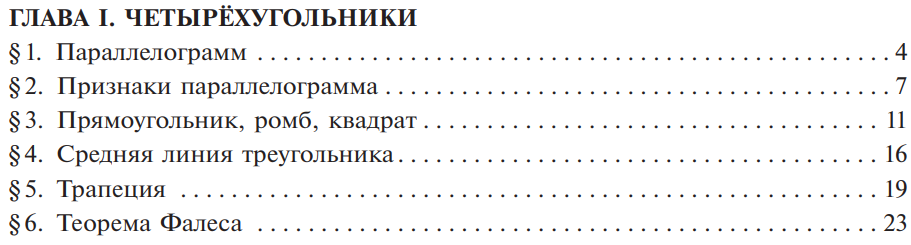 ГЛАВА I. ЧЕТЫРЁХУГОЛЬНИКИ
§ 1. Параллелограмм . . . . . . . . . . . . . . . . . . . . . . . . . . . . . . . . . . . . . . . . . . . . . 4
§ 2. Признаки параллелограмма . . . . . . . . . . . . . . . . . . . . . . . . . . . . . . . . . . . . 7
§ 3. Прямоугольник, ромб, квадрат . . . . . . . . . . . . . . . . . . . . . . . . . . . . . . . . . 11
§ 4. Средняя линия треугольника . . . . . . . . . . . . . . . . . . . . . . . . . . . . . . . . . . . 16
§ 5. Трапеция . . . . . . . . . . . . . . . . . . . . . . . . . . . . . . . . . . . . . . . . . . . . . . . . . . 19
§ 6. Теорема Фалеса . . . . . . . . . . . . . . . . . . . . . . . . . . . . . . . . . . . . . . . . . . . . . 23